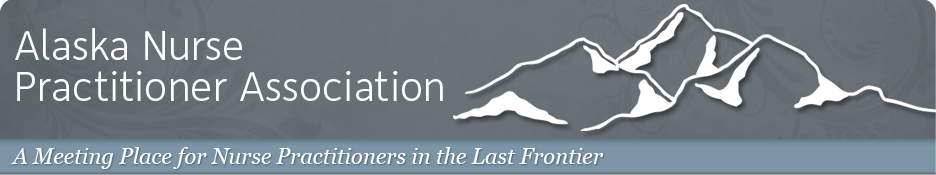 Alaska Nurse
Practitioner Association
A Meeting Place for Nurse Practitioners in the Last Frontier